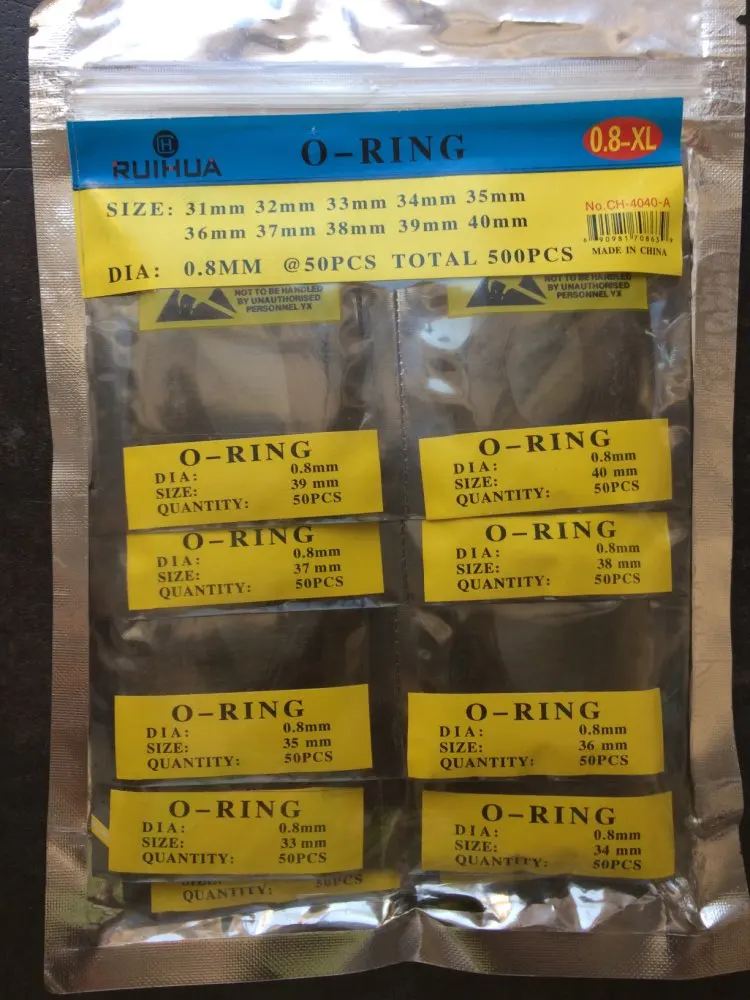 RUIHUA
O-RING
0.8-XL
SIZE: 31mm 32mm 33mm 34mm 35mm
36mm 37mm 38mm 39mm 40mm
DIA: 0.8MM @50PCS TOTAL 500PCS
No.CH-4040-A
6 90981 70863 9
MADE IN CHINA
NOT TO BE HANDLED
BY UNAUTHORISED
PERSONNEL YX
NOT TO BE HANDLED
BY UNAUTHORISED
PERSONNEL YX
O-RING
DIA: 0.8mm
SIZE: 39 mm
QUANTITY: 50PCS
O-RING
DIA: 0.8mm
SIZE: 40 mm
QUANTITY: 50PCS
O-RING
DIA: 0.8mm
SIZE: 37 mm
QUANTITY: 50PCS
O-RING
DIA: 0.8mm
SIZE: 38 mm
QUANTITY: 50PCS
O-RING
DIA: 0.8mm
SIZE: 35 mm
QUANTITY: 50PCS
O-RING
DIA: 0.8mm
SIZE: 36 mm
QUANTITY: 50PCS
O-RING
DIA: 0.8mm
SIZE: 33 mm
QUANTITY: 50PCS
O-RING
DIA: 0.8mm
SIZE: 34 mm
QUANTITY: 50PCS
QUANTITY: 50PCS